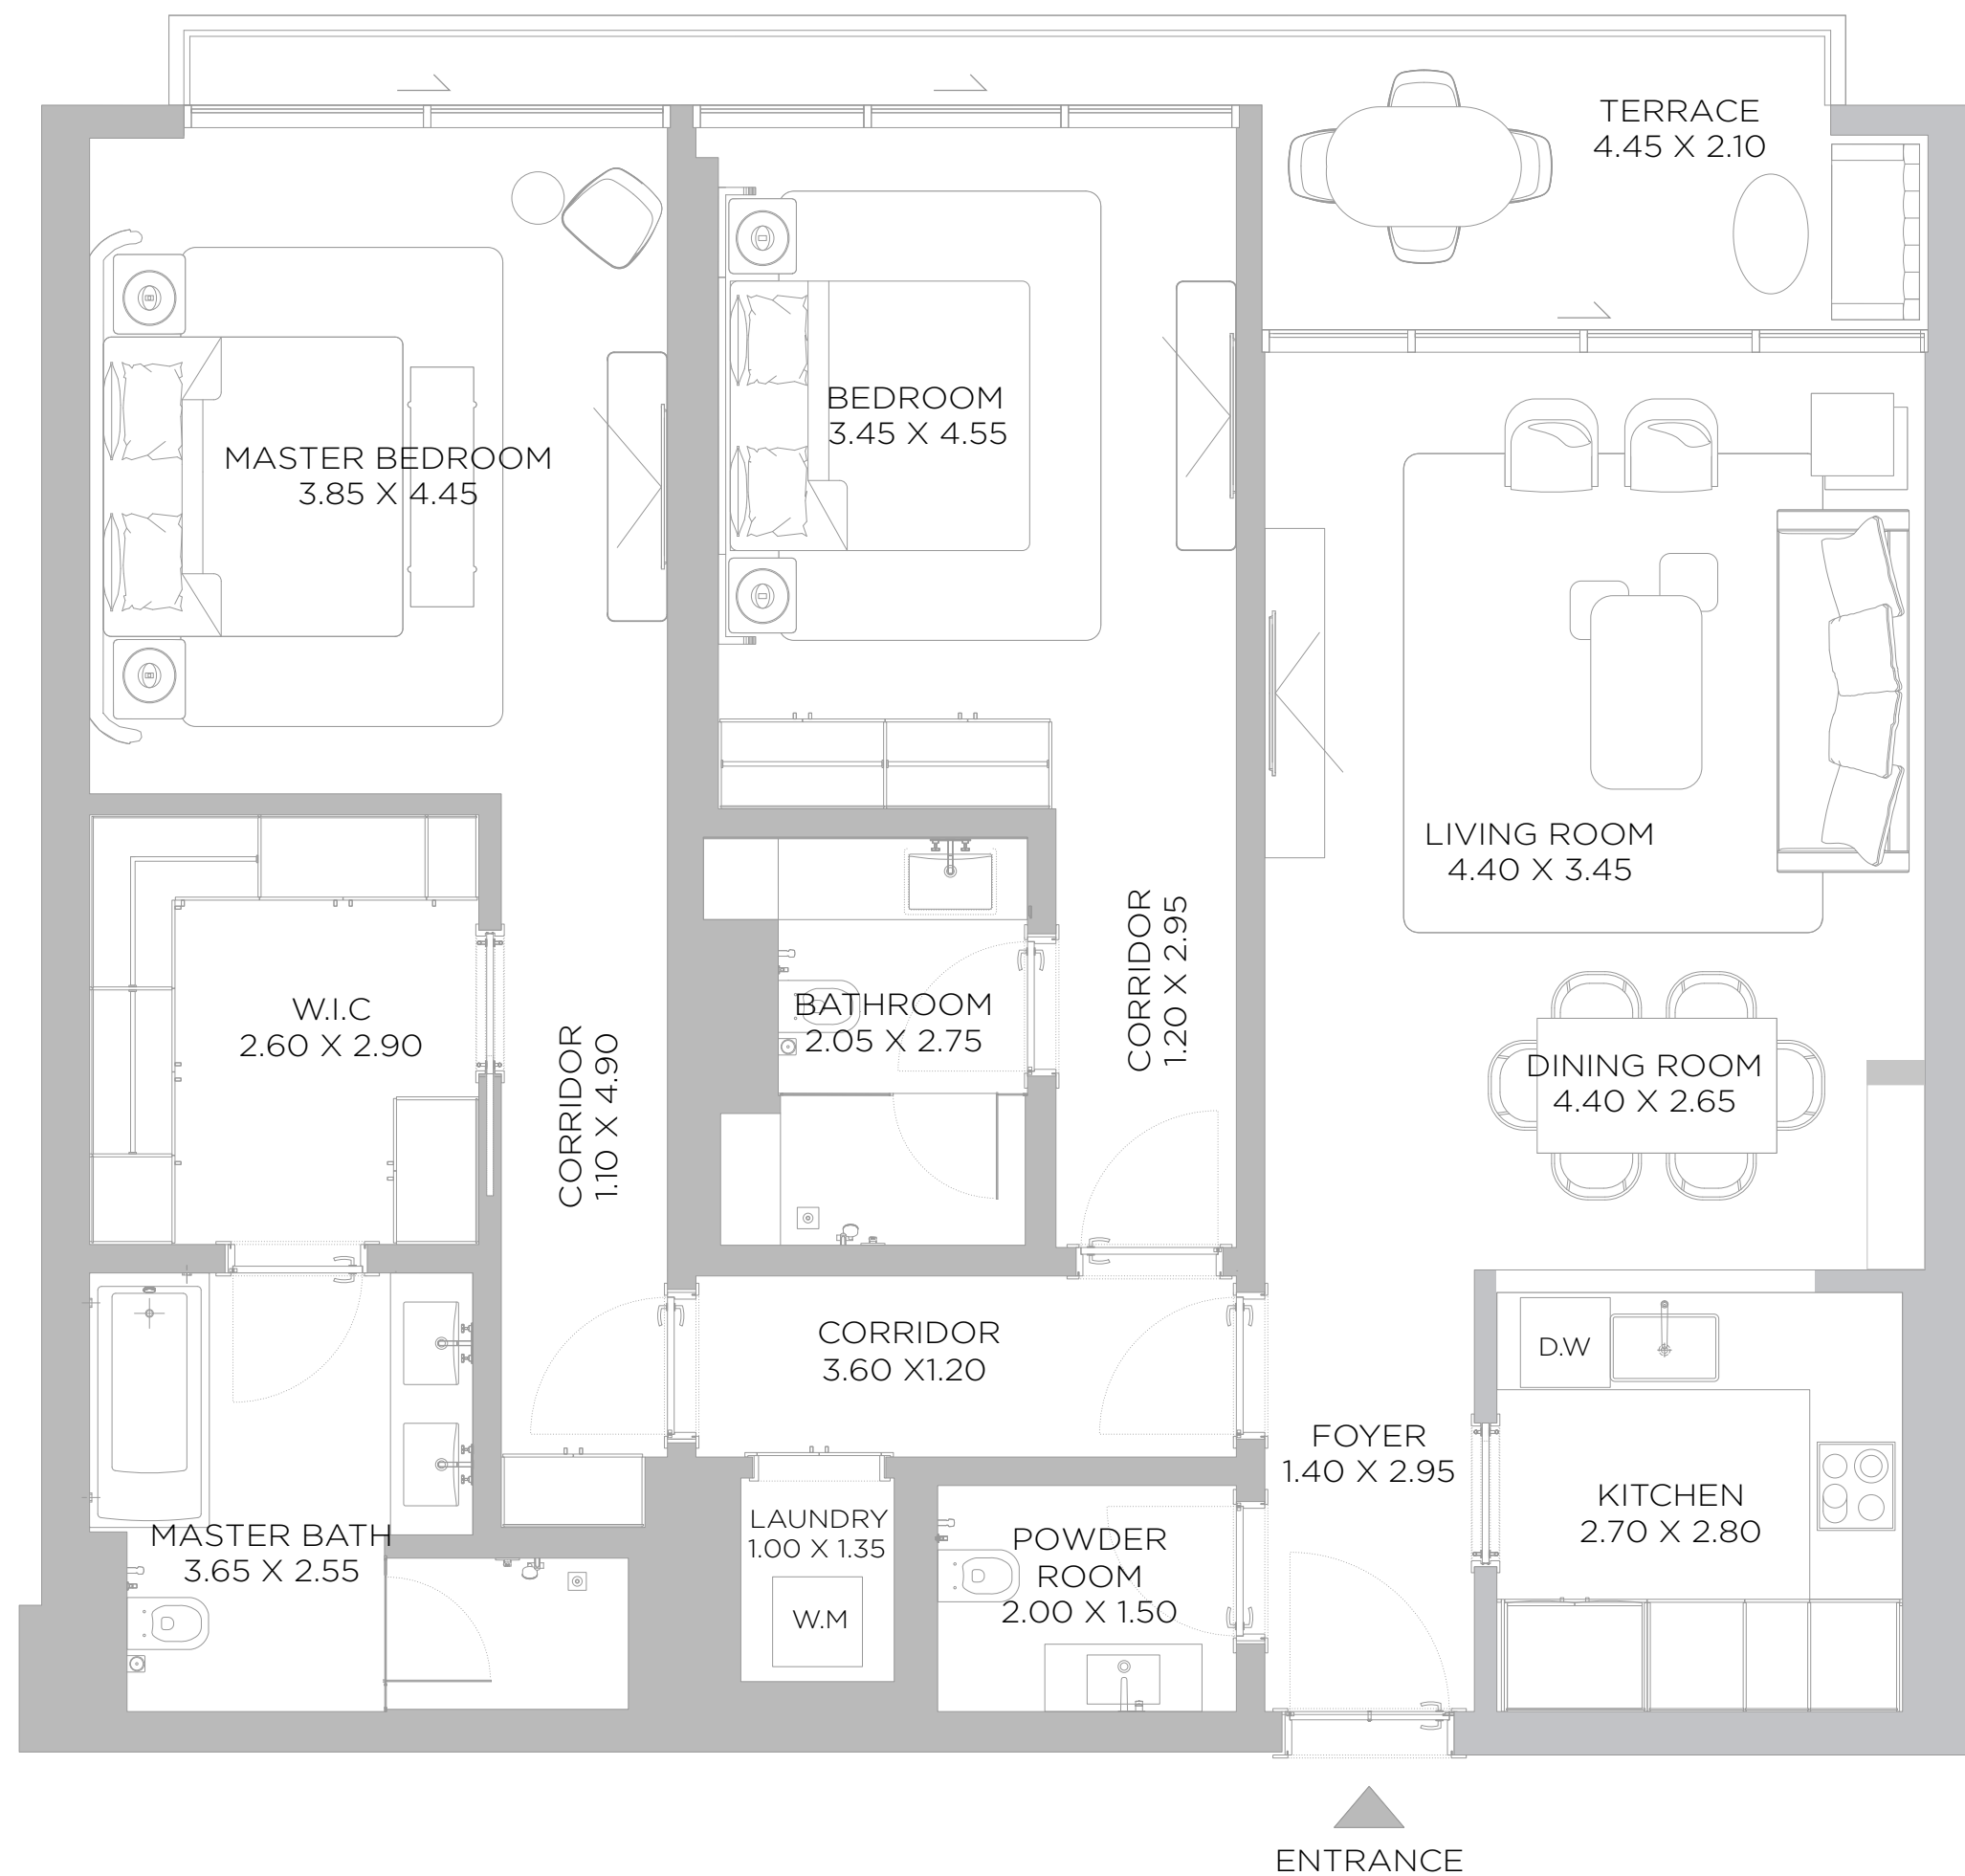 TERRACE
4.45 X 2.10
BEDROOM
3.45 X 4.55
MASTER BEDROOM
3.85 X 4.45
LIVING ROOM
4.40 X 3.45
W.I.C
2.60 X 2.90
CORRIDOR
1.10 X 4.90
BATHROOM
2.05 X 2.75
CORRIDOR
1.20 X 2.95
DINING ROOM
4.40 X 2.65
CORRIDOR
3.60 X1.20
D.W
FOYER
1.40 X 2.95
KITCHEN
2.70 X 2.80
MASTER BATH
3.65 X 2.55
LAUNDRY
1.00 X 1.35
W.M
POWDER
ROOM
2.00 X 1.50
ENTRANCE